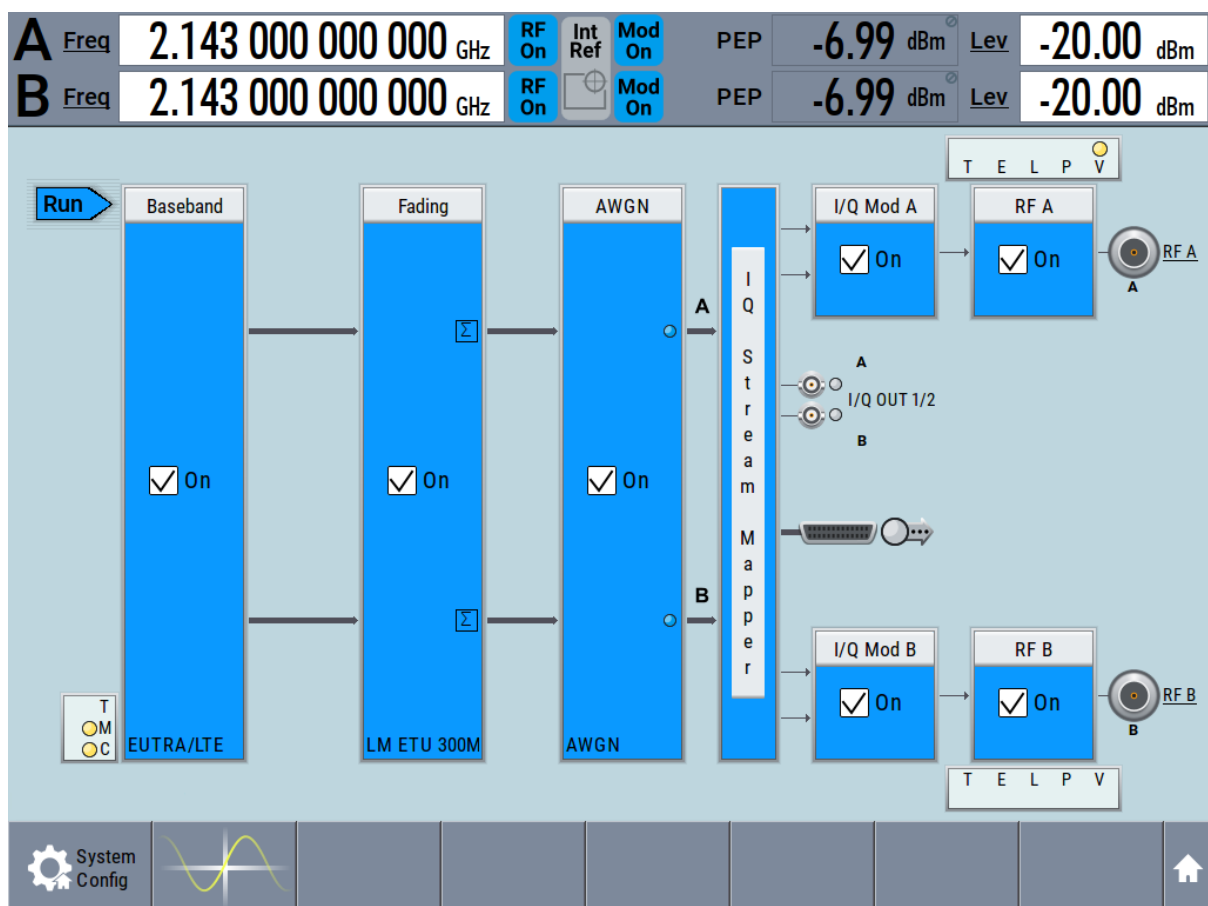 A Freq 2.143 000 000 000 GHz RF On Int Ref Mod On PEP -6.99 dBm Lev -20.00 dBm
B Freq 2.143 000 000 000 GHz RF On Mod On PEP -6.99 dBm Lev -20.00 dBm
T E L P V
Run
Baseband
Fading
AWGN
I/Q Mod A
RF A
On
On
RF A
A
Σ
A
IQ Stream Mapper
A
I/Q OUT 1/2
B
On
On
On
Σ
B
I/Q Mod B
RF B
On
On
RF B
B
T
M
C
EUTRA/LTE
LM ETU 300M
AWGN
T E L P V
System
Config